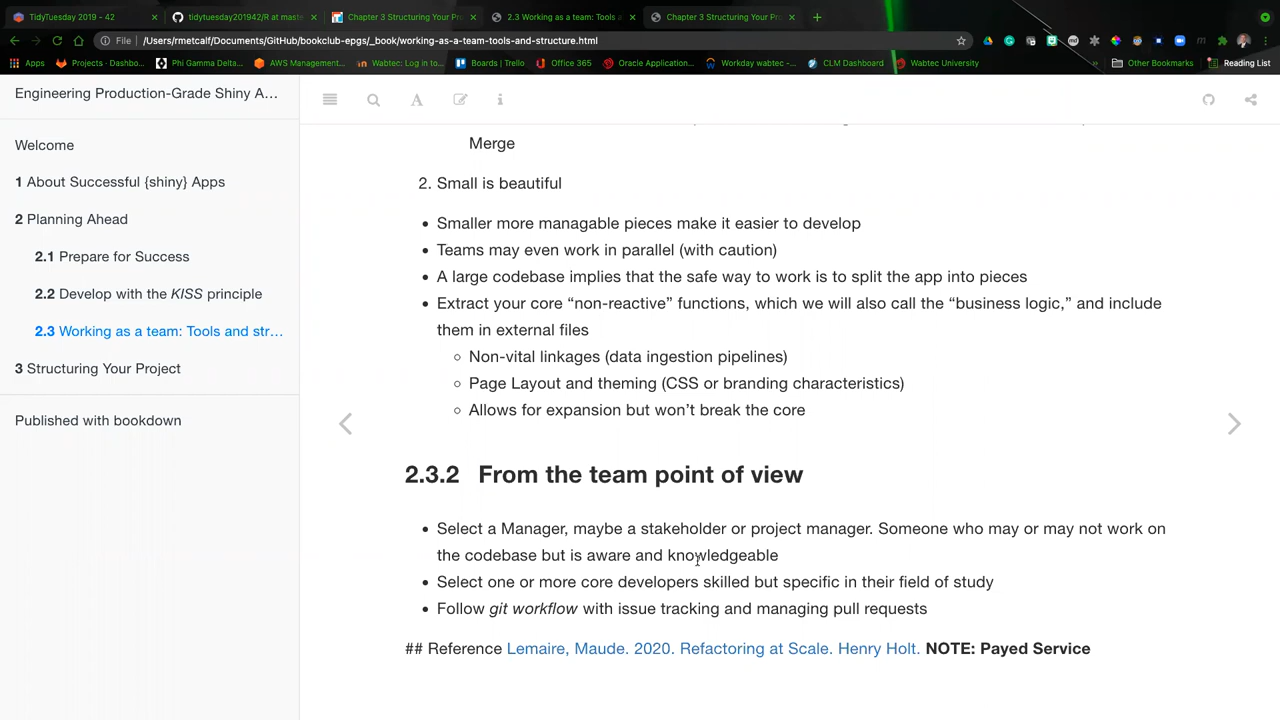 TidyTuesday 2019 - 42
tidytuesday201942/R at maste
Chapter 3 Structuring Your Pro
2.3 Working as a team: Tools a
Chapter 3 Structuring Your Pro
File
/Users/rmetcalf/Documents/GitHub/bookclub-epgs/_book/working-as-a-team-tools-and-structure.html
Apps
Projects · Dashbo...
Phi Gamma Delta...
AWS Management...
Wabtec: Log in to...
Boards | Trello
Office 365
Oracle Application...
Workday wabtec -...
CLM Dashboard
Wabtec University
»
Other Bookmarks
Reading List
Engineering Production-Grade Shiny A...
Welcome
1 About Successful {shiny} Apps
2 Planning Ahead
2.1 Prepare for Success
2.2 Develop with the KISS principle
2.3 Working as a team: Tools and str...
3 Structuring Your Project
Published with bookdown
Merge
2. Small is beautiful
• Smaller more managable pieces make it easier to develop
• Teams may even work in parallel (with caution)
• A large codebase implies that the safe way to work is to split the app into pieces
• Extract your core “non-reactive” functions, which we will also call the “business logic,” and include
them in external files
◦ Non-vital linkages (data ingestion pipelines)
◦ Page Layout and theming (CSS or branding characteristics)
◦ Allows for expansion but won’t break the core
2.3.2 From the team point of view
• Select a Manager, maybe a stakeholder or project manager. Someone who may or may not work on
the codebase but is aware and knowledgeable
• Select one or more core developers skilled but specific in their field of study
• Follow git workflow with issue tracking and managing pull requests
## Reference Lemaire, Maude. 2020. Refactoring at Scale. Henry Holt. NOTE: Payed Service